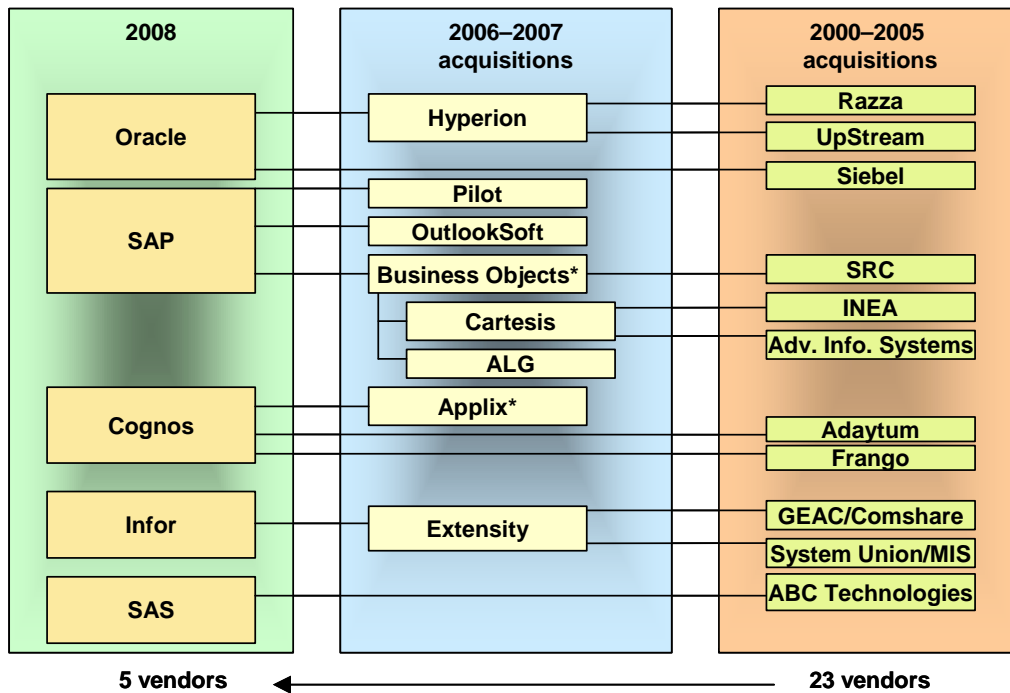 2008
Oracle
SAP
Cognos
Infor
SAS
2006–2007
acquisitions
Hyperion
Pilot
OutlookSoft
Business Objects*
Cartesis
ALG
Applix*
Extensity
2000–2005
acquisitions
Razza
UpStream
Siebel
SRC
INEA
Adv. Info. Systems
Adaytum
Frango
GEAC/Comshare
System Union/MIS
ABC Technologies
5 vendors
23 vendors